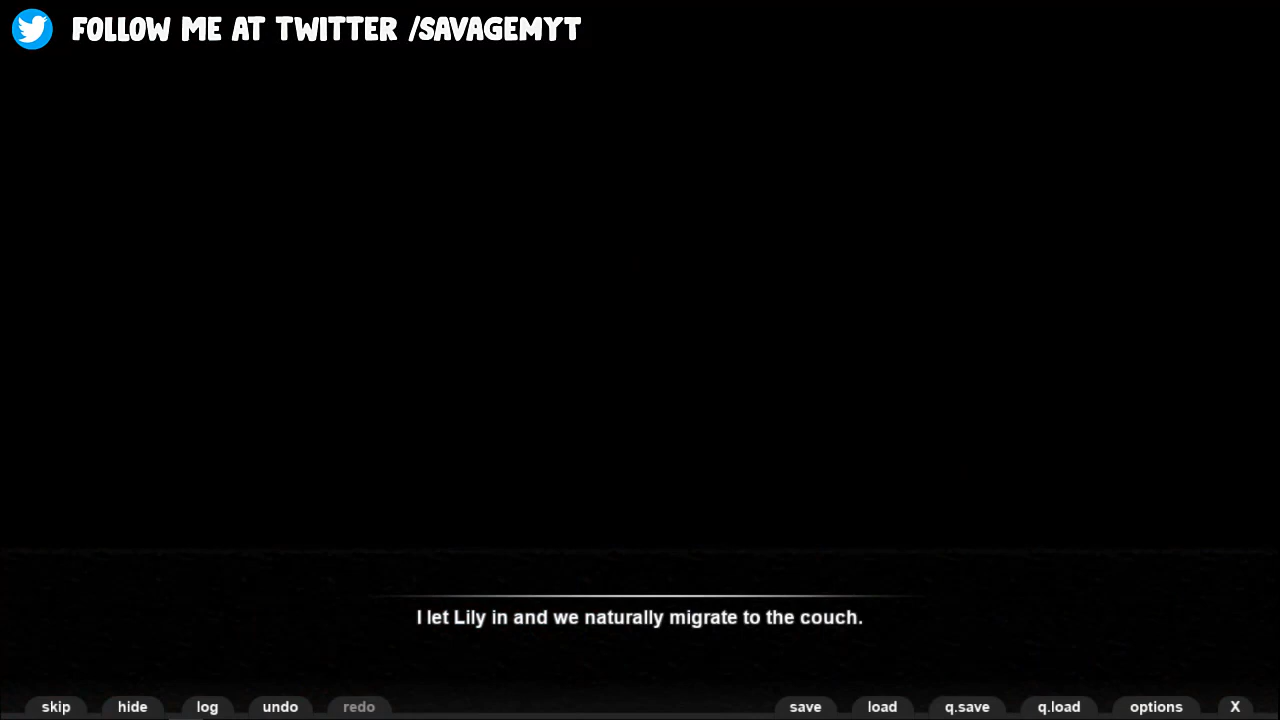 FOLLOW ME AT TWITTER /SAVAGEMYT
I let Lily in and we naturally migrate to the couch.
skip hide log undo redo save load q.save q.load options X